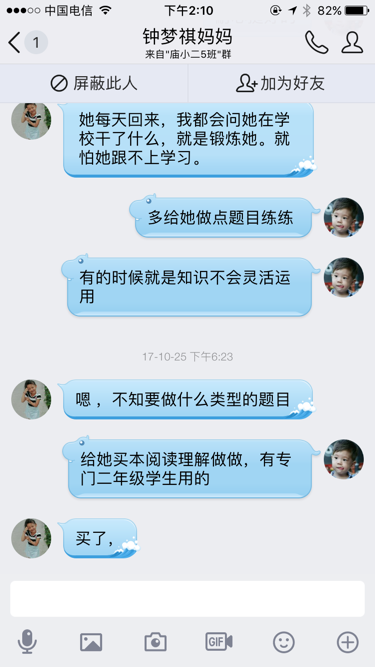 中国电信
下午2:10
82%
1
钟梦祺妈妈
来自"庙小二5班"群
屏蔽此人
加为好友
她每天回来，我都会问她在学
校干了什么，就是锻炼她。就
怕她跟不上学习。
多给她做点题目练练
有的时候就是知识不会灵活运
用
17-10-25 下午6:23
嗯，不知要做什么类型的题目
给她买本阅读理解做做，有专
门二年级学生用的
买了，
GIF